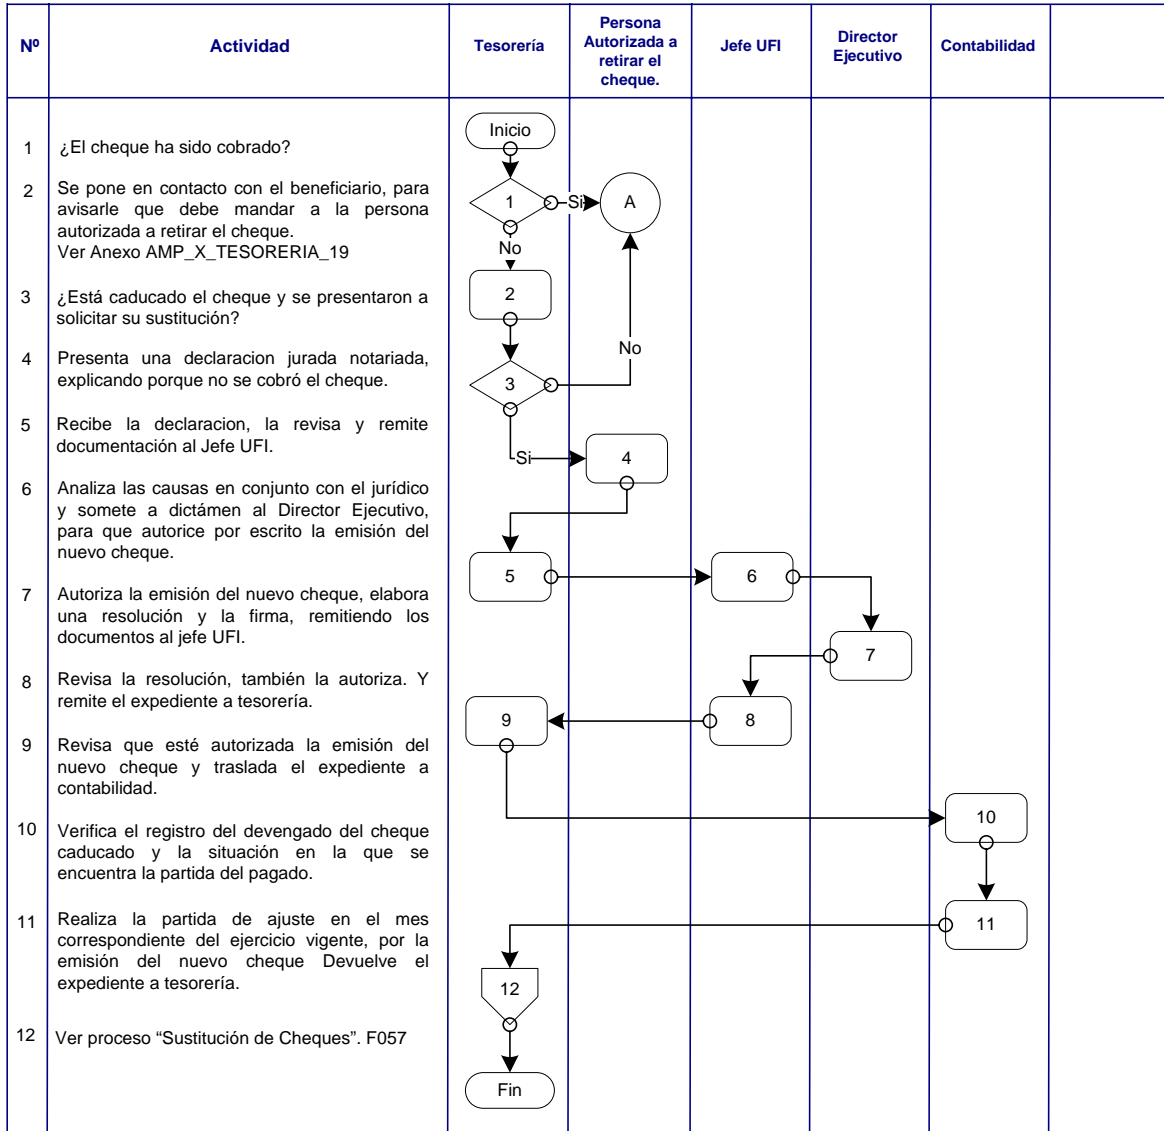 Nº
Actividad
Tesorería
Persona
Autorizada a
retirar el
cheque.
Jefe UFI
Director
Ejecutivo
Contabilidad
1
¿El cheque ha sido cobrado?
2
Se pone en contacto con el beneficiario, para
avisarle que debe mandar a la persona
autorizada a retirar el cheque.
Ver Anexo AMP_X_TESORERIA_19
3
¿Está caducado el cheque y se presentaron a
solicitar su sustitución?
4
Presenta una declaracion jurada notariada,
explicando porque no se cobró el cheque.
5
Recibe la declaracion, la revisa y remite
documentación al Jefe UFI.
6
Analiza las causas en conjunto con el jurídico
y somete a dictámen al Director Ejecutivo,
para que autorice por escrito la emisión del
nuevo cheque.
7
Autoriza la emisión del nuevo cheque, elabora
una resolución y la firma, remitiendo los
documentos al jefe UFI.
8
Revisa la resolución, también la autoriza. Y
remite el expediente a tesorería.
9
Revisa que esté autorizada la emisión del
nuevo cheque y traslada el expediente a
contabilidad.
10
Verifica el registro del devengado del cheque
caducado y la situación en la que se
encuentra la partida del pagado.
11
Realiza la partida de ajuste en el mes
correspondiente del ejercicio vigente, por la
emisión del nuevo cheque Devuelve el
expediente a tesorería.
12
Ver proceso “Sustitución de Cheques”. F057
Inicio
1
Si
A
No
2
No
3
Si
4
5
6
7
8
9
10
11
12
Fin